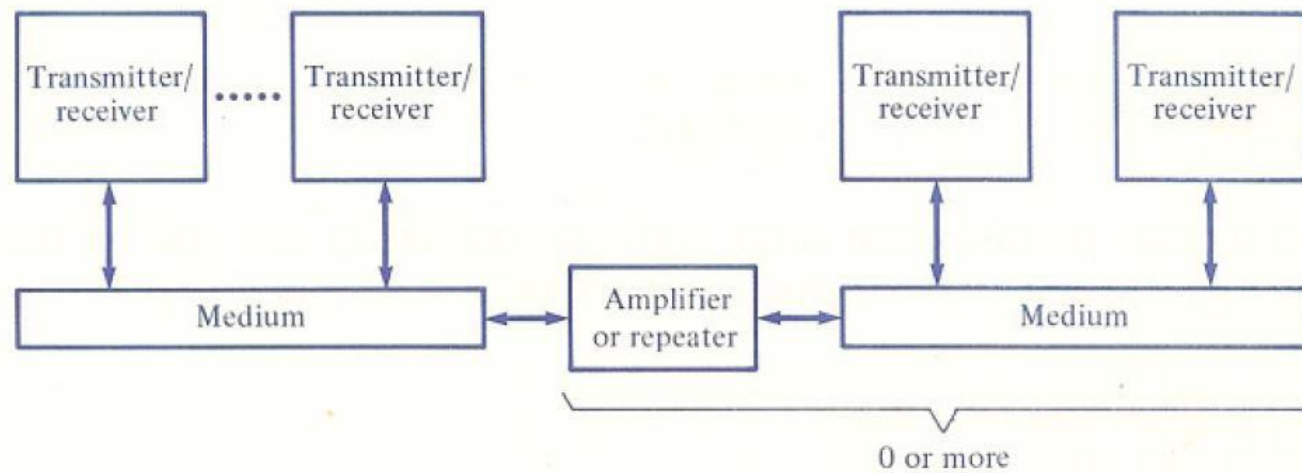 Transmitter/
receiver
.....
Transmitter/
receiver
Transmitter/
receiver
Transmitter/
receiver
Medium
Amplifier
or repeater
Medium
0 or more